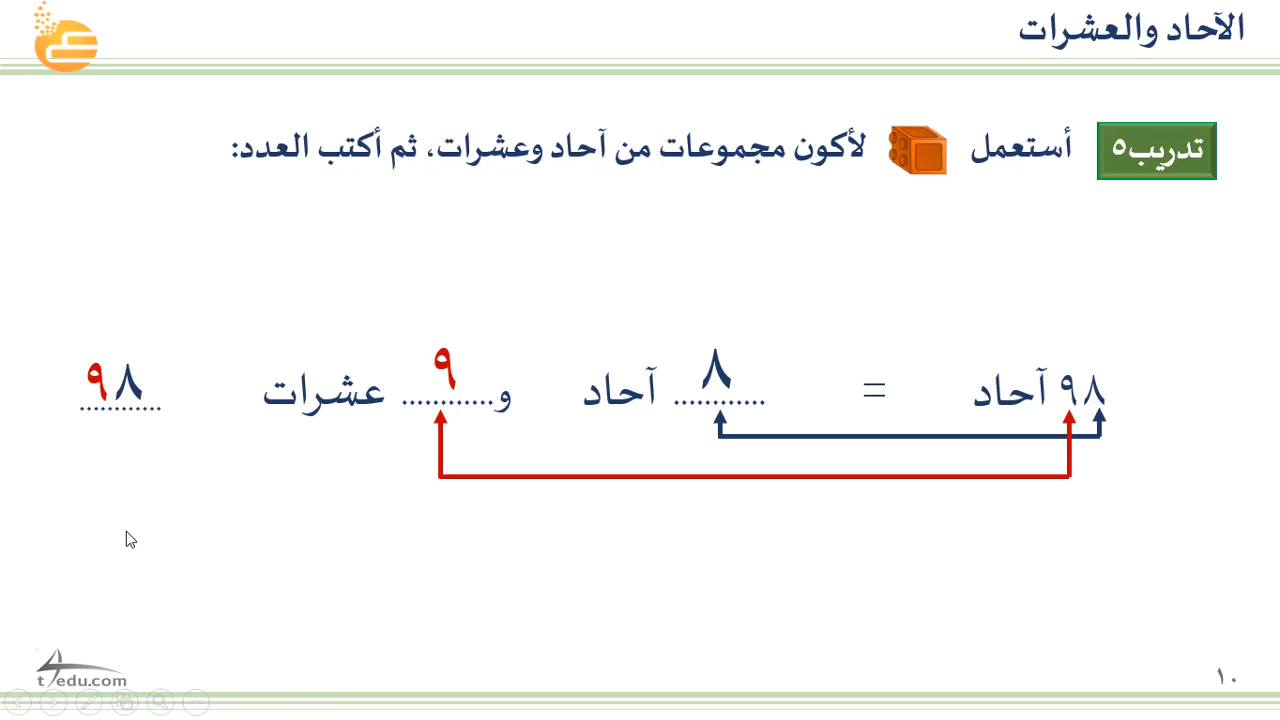 الآحاد والعشرات
تدريب٥ أستعمل لأكون مجموعات من آحاد وعشرات، ثم أكتب العدد:
٩٨ آحاد = ....٨.... آحاد و....٩.... عشرات ٩٨
t4edu.com
١٠